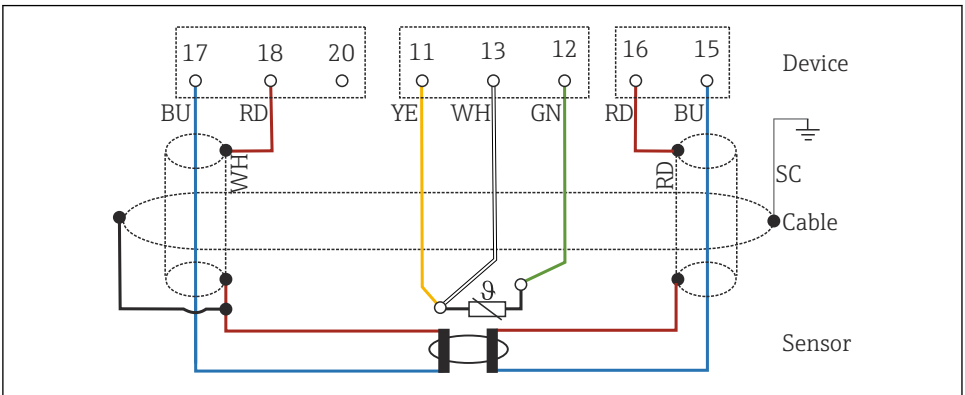 17 18 20 11 13 12 16 15 Device
BU RD YE WH GN RD BU
WH RD SC
Cable
ϑ
Sensor